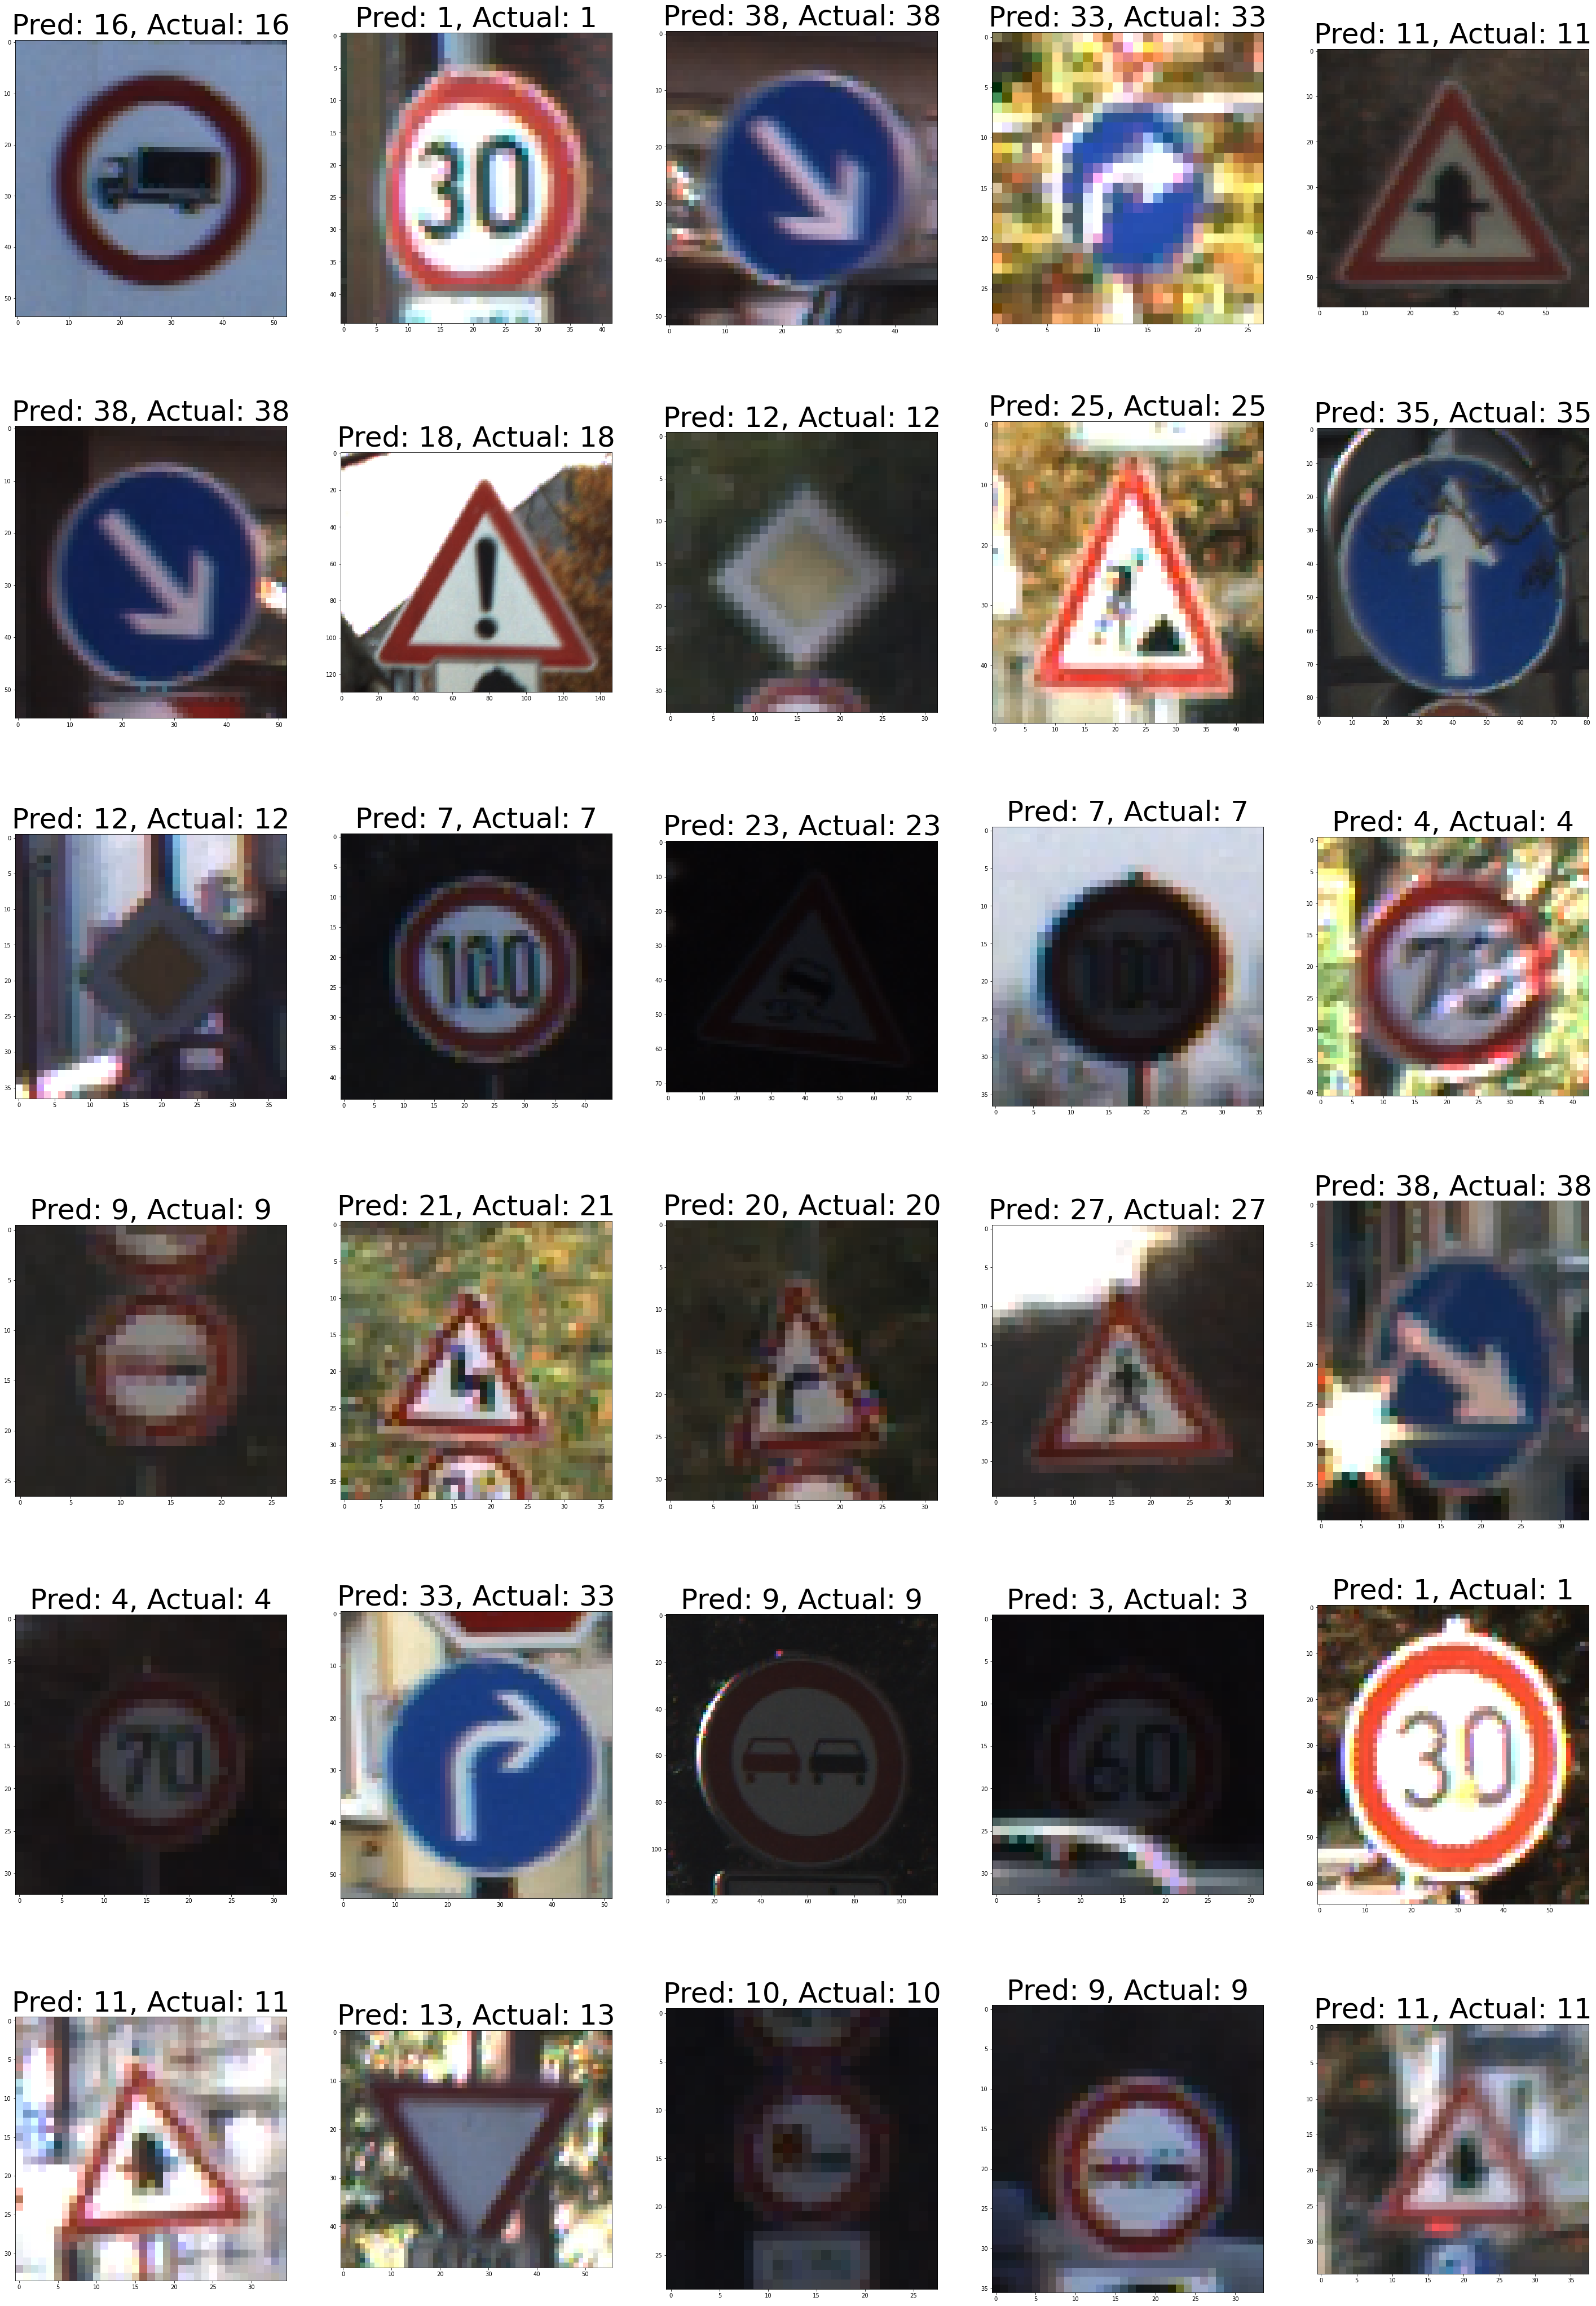 Pred: 16, Actual: 16
Pred: 1, Actual: 1
Pred: 38, Actual: 38
Pred: 33, Actual: 33
Pred: 11, Actual: 11
30
Pred: 38, Actual: 38
Pred: 18, Actual: 18
Pred: 12, Actual: 12
Pred: 25, Actual: 25
Pred: 35, Actual: 35
Pred: 12, Actual: 12
Pred: 7, Actual: 7
Pred: 23, Actual: 23
Pred: 7, Actual: 7
Pred: 4, Actual: 4
100
100
Pred: 9, Actual: 9
Pred: 21, Actual: 21
Pred: 20, Actual: 20
Pred: 27, Actual: 27
Pred: 38, Actual: 38
Pred: 4, Actual: 4
Pred: 33, Actual: 33
Pred: 9, Actual: 9
Pred: 3, Actual: 3
Pred: 1, Actual: 1
70
60
30
Pred: 11, Actual: 11
Pred: 13, Actual: 13
Pred: 10, Actual: 10
Pred: 9, Actual: 9
Pred: 11, Actual: 11